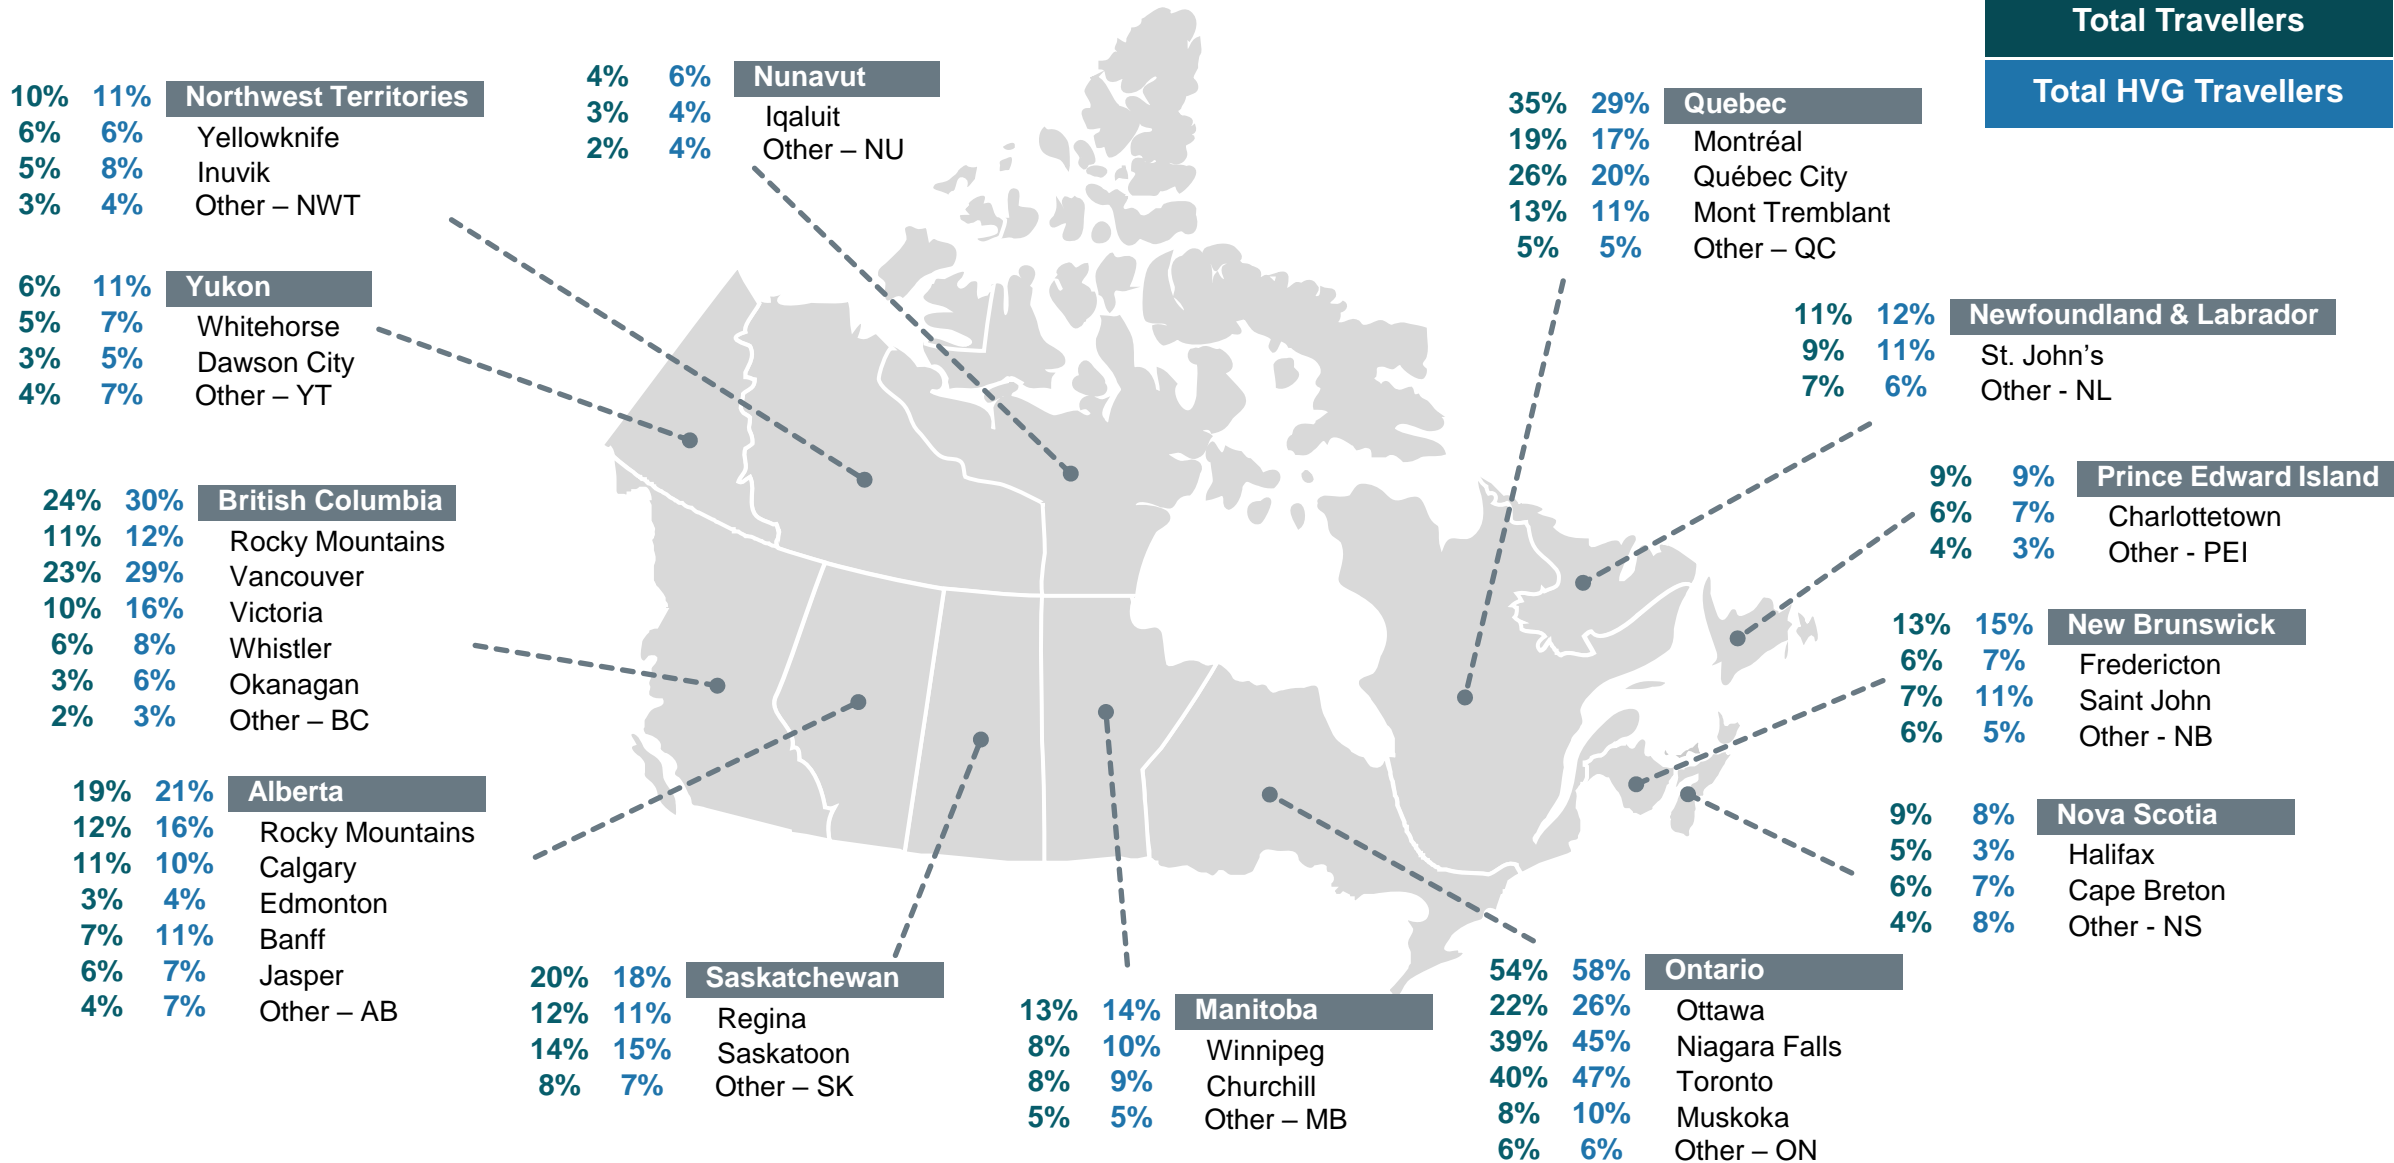 Total Travellers
Total HVG Travellers
10% 11% Northwest Territories
6% 6% Yellowknife
5% 8% Inuvik
3% 4% Other – NWT
4% 6% Nunavut
3% 4% Iqaluit
2% 4% Other – NU
35% 29% Quebec
19% 17% Montréal
26% 20% Québec City
13% 11% Mont Tremblant
5% 5% Other – QC
6% 11% Yukon
5% 7% Whitehorse
3% 5% Dawson City
4% 7% Other – YT
11% 12% Newfoundland & Labrador
9% 11% St. John’s
7% 6% Other - NL
9% 9% Prince Edward Island
6% 7% Charlottetown
4% 3% Other - PEI
24% 30% British Columbia
11% 12% Rocky Mountains
23% 29% Vancouver
10% 16% Victoria
6% 8% Whistler
3% 6% Okanagan
2% 3% Other – BC
13% 15% New Brunswick
6% 7% Fredericton
7% 11% Saint John
6% 5% Other - NB
19% 21% Alberta
12% 16% Rocky Mountains
11% 10% Calgary
3% 4% Edmonton
7% 11% Banff
6% 7% Jasper
4% 7% Other – AB
9% 8% Nova Scotia
5% 3% Halifax
6% 7% Cape Breton
4% 8% Other - NS
20% 18% Saskatchewan
12% 11% Regina
14% 15% Saskatoon
8% 7% Other – SK
13% 14% Manitoba
8% 10% Winnipeg
8% 9% Churchill
5% 5% Other – MB
54% 58% Ontario
22% 26% Ottawa
39% 45% Niagara Falls
40% 47% Toronto
8% 10% Muskoka
6% 6% Other – ON